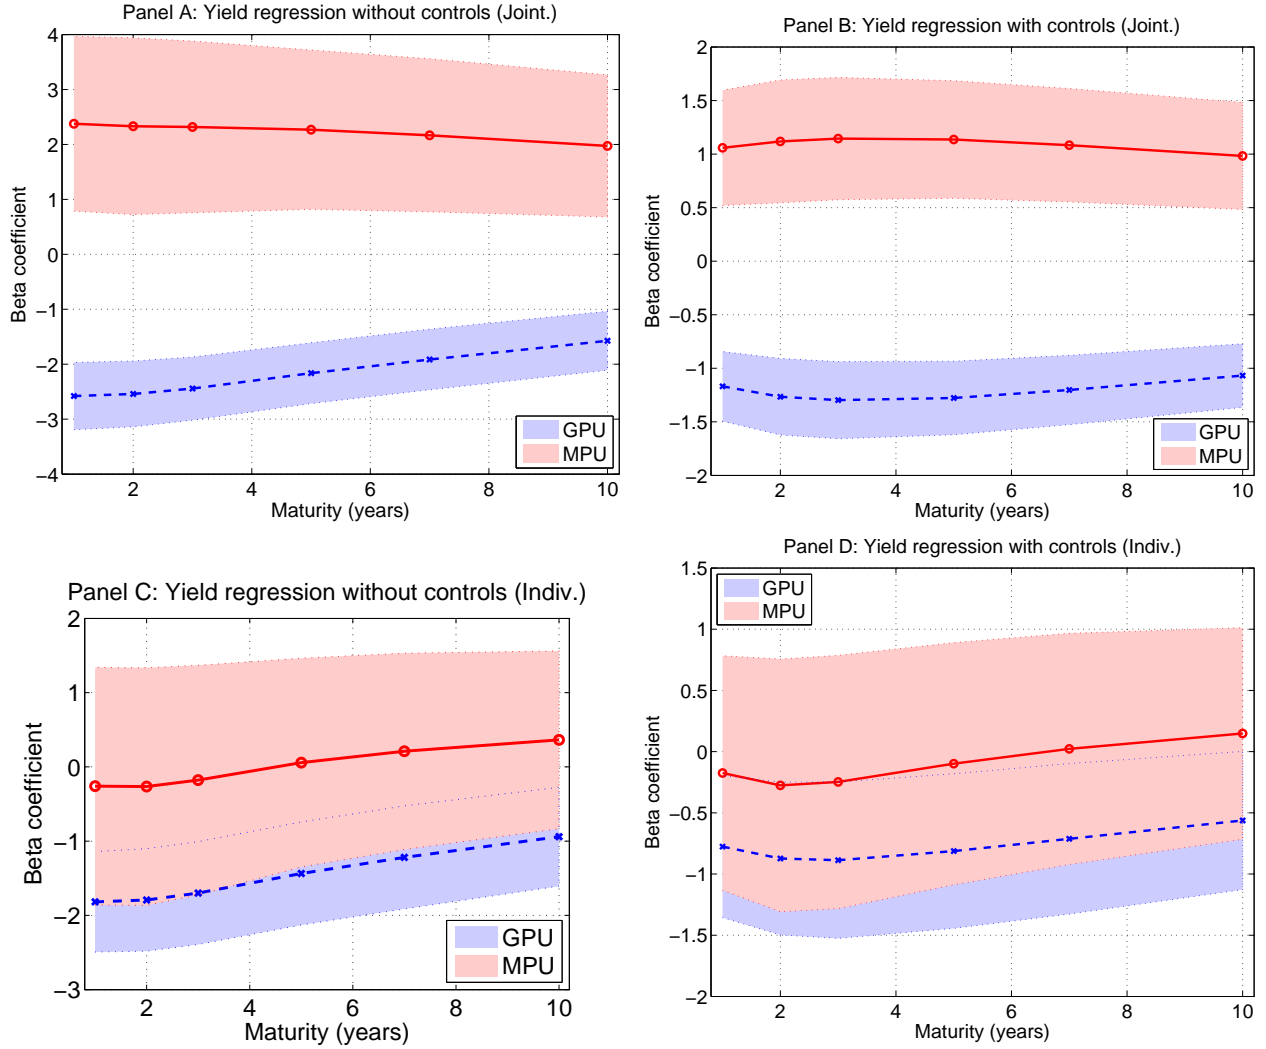 Panel A: Yield regression without controls (Joint.)
4
3
2
1
0
−1
−2
−3
−4
Beta coefficient
2
4
6
8
10
Maturity (years)
GPU
MPU
Panel B: Yield regression with controls (Joint.)
2
1.5
1
0.5
0
−0.5
−1
−1.5
−2
Beta coefficient
2
4
6
8
10
Maturity (years)
GPU
MPU
Panel C: Yield regression without controls (Indiv.)
2
1
0
−1
−2
−3
Beta coefficient
2
4
6
8
10
Maturity (years)
GPU
MPU
Panel D: Yield regression with controls (Indiv.)
1.5
1
0.5
0
−0.5
−1
−1.5
−2
Beta coefficient
2
4
6
8
10
Maturity (years)
GPU
MPU